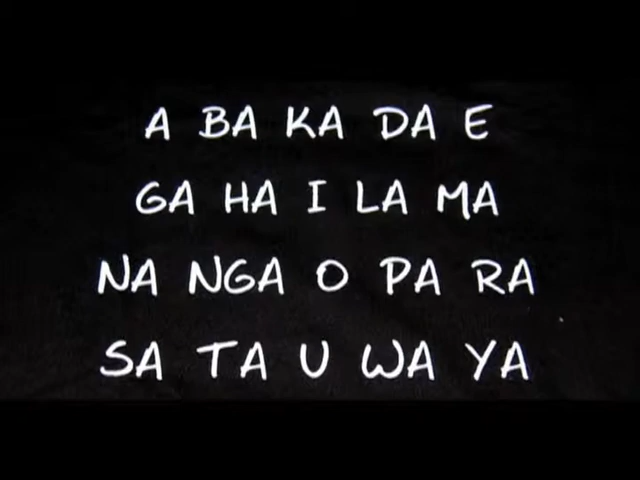 A BA KA DA E
GA HA I LA MA
NA NGA O PA RA
SA TA U WA YA